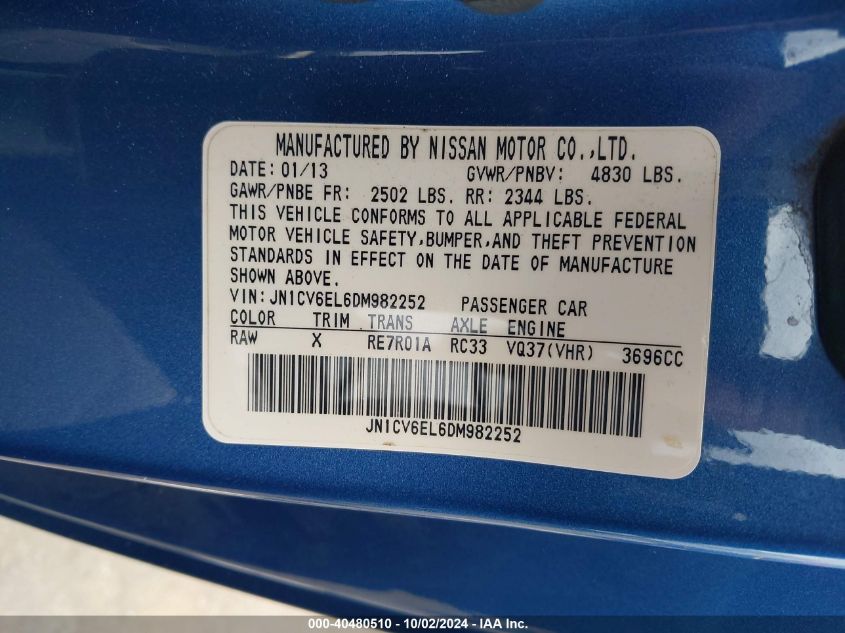 MANUFACTURED BY NISSAN MOTOR CO.,LTD.
DATE: 01/13 GVWR/PNBV: 4830 LBS.
GAWR/PNBE FR: 2502 LBS. RR: 2344 LBS.
THIS VEHICLE CONFORMS TO ALL APPLICABLE FEDERAL
MOTOR VEHICLE SAFETY,BUMPER,AND THEFT PREVENTION
STANDARDS IN EFFECT ON THE DATE OF MANUFACTURE
SHOWN ABOVE.
VIN:JN1CV6EL6DM982252 PASSENGER CAR
COLOR TRIM TRANS AXLE ENGINE
RAW X RE7R01A RC33 VQ37(VHR) 3696CC
JN1CV6EL6DM982252
000-40480510 - 10/02/2024 - www.iaai.com